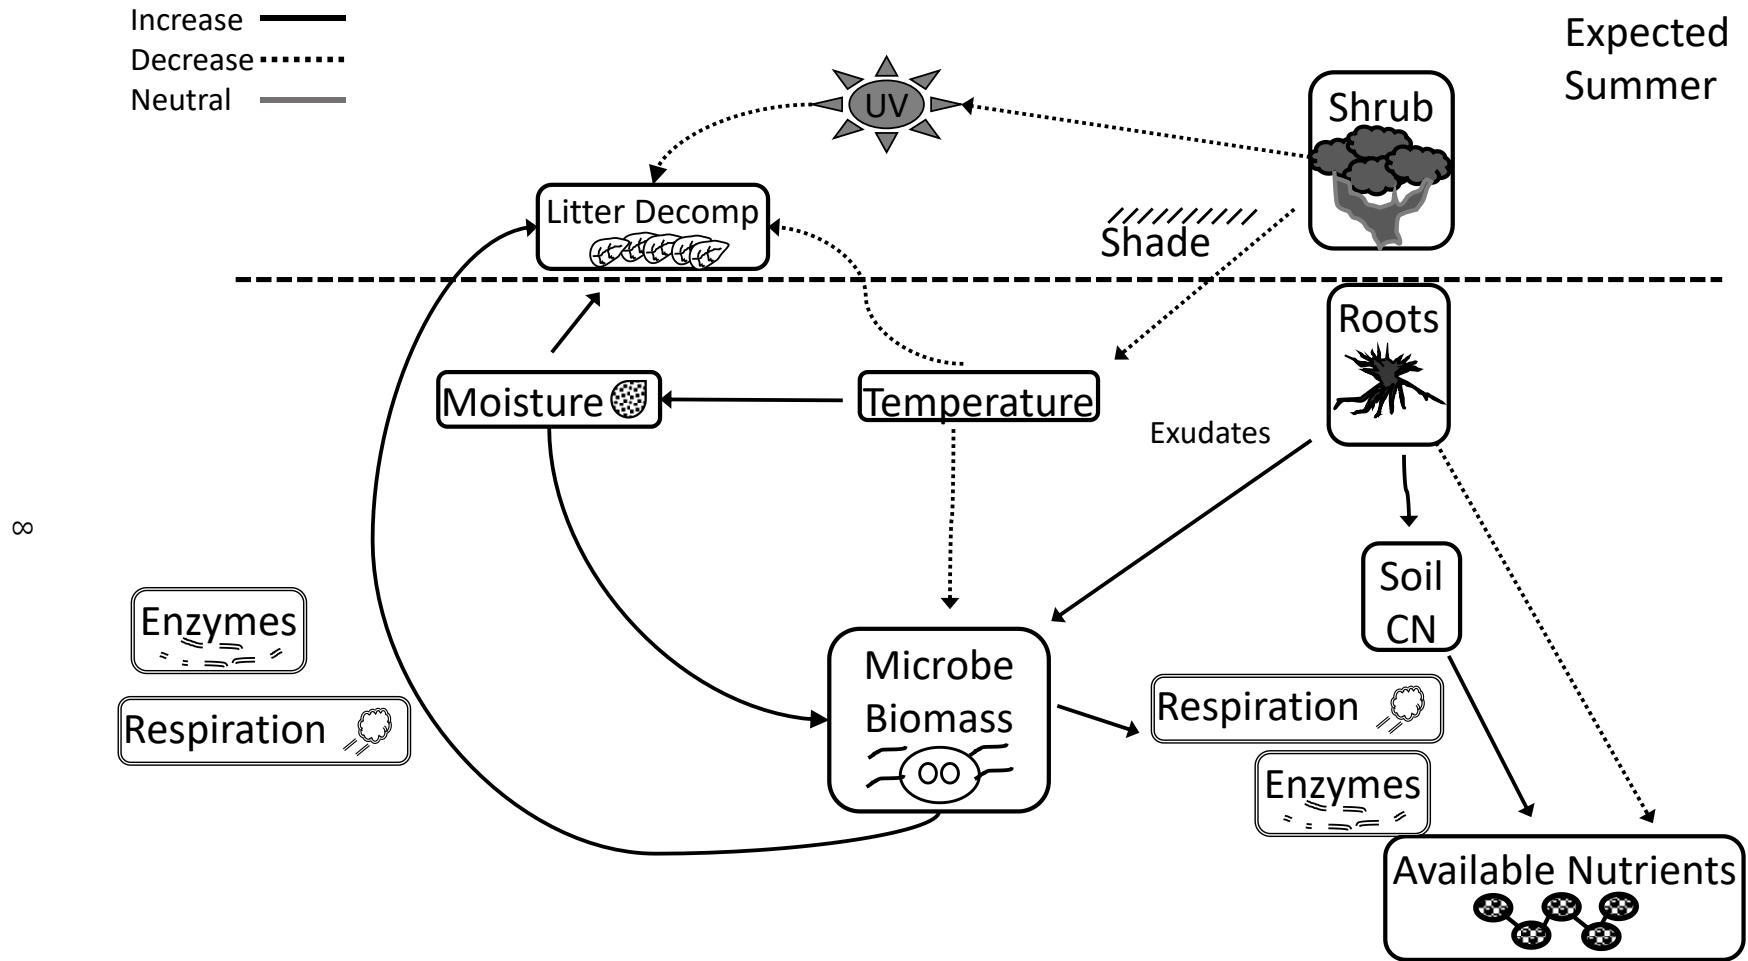 Increase
Decrease
Neutral
Expected
Summer
UV
Shrub
Litter Decomp
Shade
Roots
Moisture
Temperature
Exudates
∞
Soil
CN
Enzymes
Respiration
Microbe
Biomass
Respiration
Enzymes
Available Nutrients